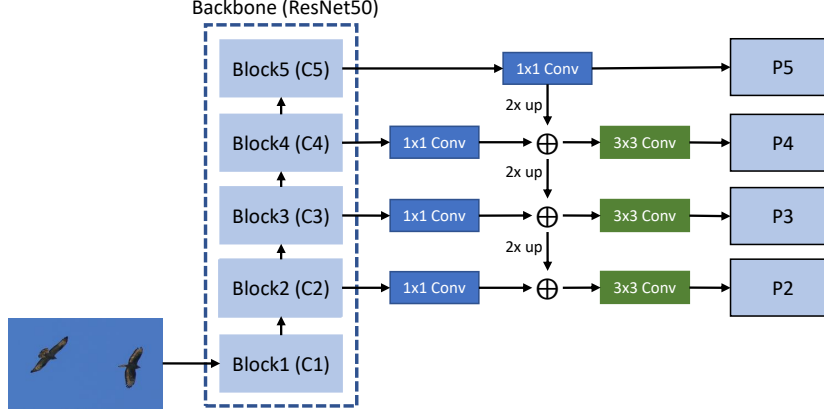 Backbone (ResNet50)
Block5 (C5)
1x1 Conv
P5
2x up
Block4 (C4)
1x1 Conv
3x3 Conv
P4
2x up
Block3 (C3)
1x1 Conv
3x3 Conv
P3
2x up
Block2 (C2)
1x1 Conv
3x3 Conv
P2
Block1 (C1)